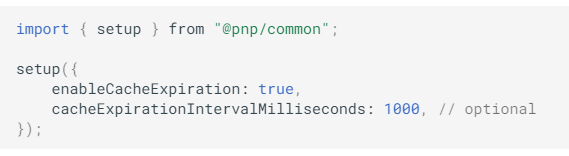 import { setup } from "@pnp/common";
setup({
    enableCacheExpiration: true,
    cacheExpirationIntervalMilliseconds: 1000, // optional
});